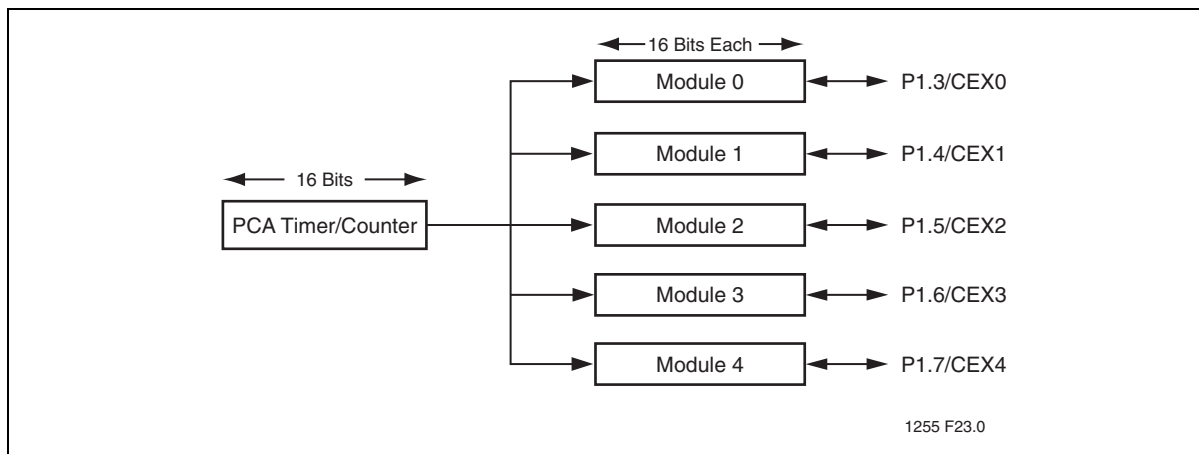 16 Bits Each
Module 0
P1.3/CEX0
Module 1
P1.4/CEX1
16 Bits
PCA Timer/Counter
Module 2
P1.5/CEX2
Module 3
P1.6/CEX3
Module 4
P1.7/CEX4
1255 F23.0